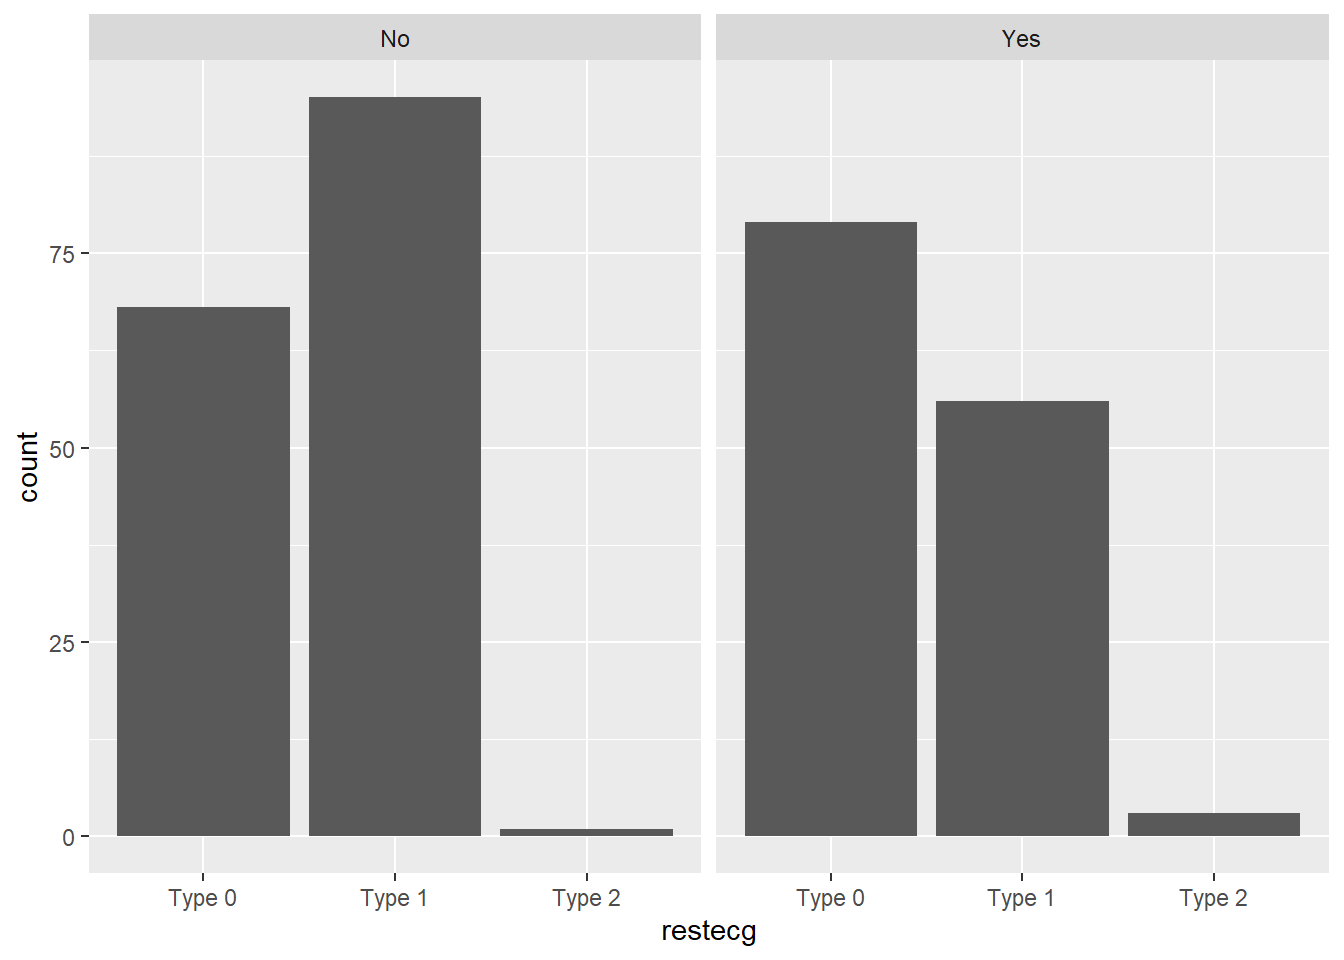 No Yes
count
75
50
25
0
Type 0 Type 1 Type 2 Type 0 Type 1 Type 2
restecg